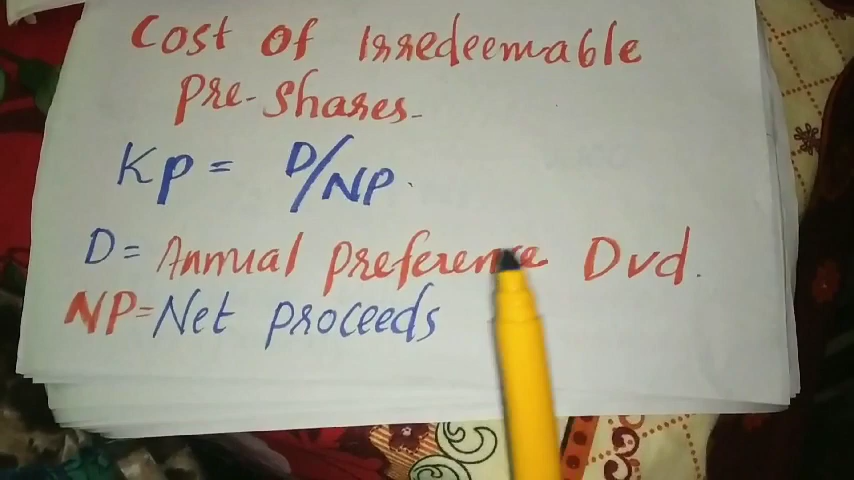 Cost of Irredeemable
Pre-Shares-
Kp = D/NP.
D= Annual preference Dvd.
NP=Net proceeds